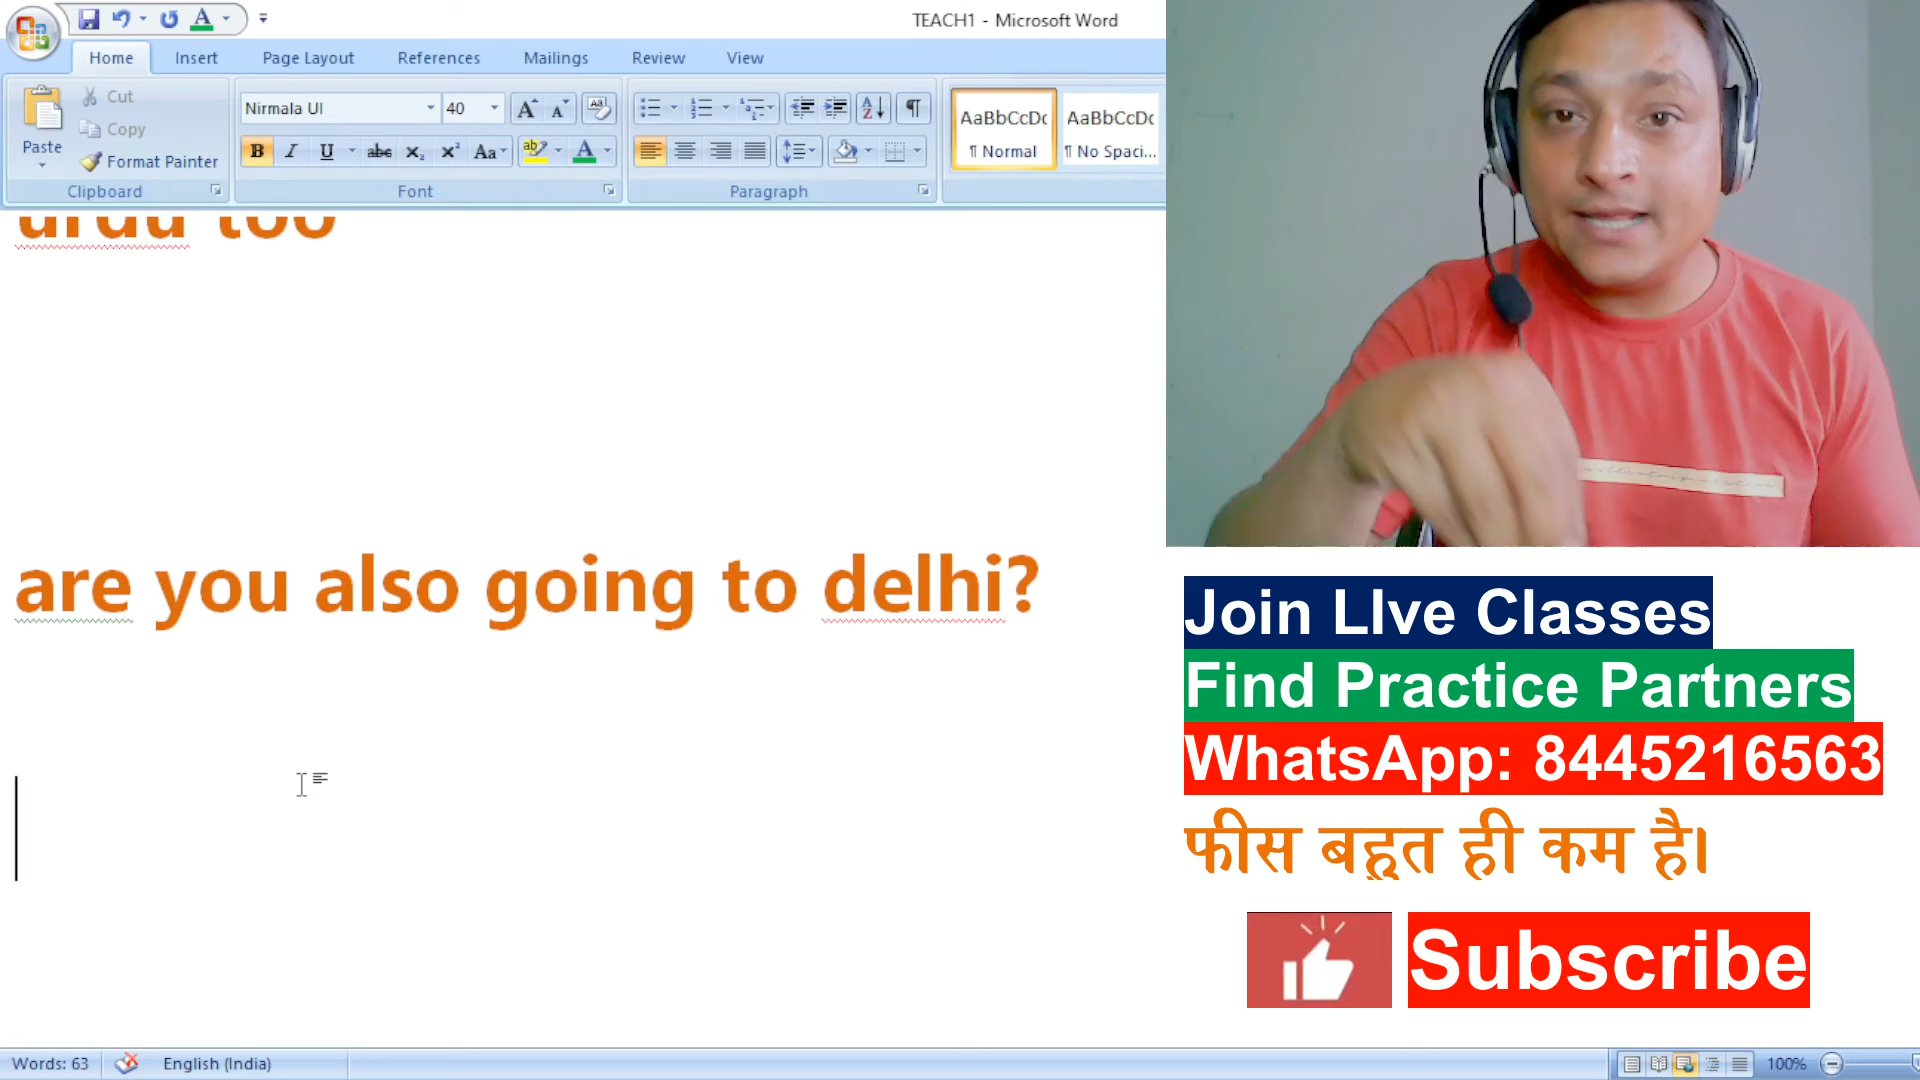 TEACH1 - Microsoft Word
Home Insert Page Layout References Mailings Review View
Cut
Copy
Paste
Format Painter
Nirmala UI 40
AaBbCcDc AaBbCcDc
¶ Normal ¶ No Spaci...
Clipboard Font Paragraph
urdu too
are you also going to delhi?
Join LIve Classes
Find Practice Partners
WhatsApp: 8445216563
फीस बहुत ही कम है।
Subscribe
Words: 63 English (India) 100%